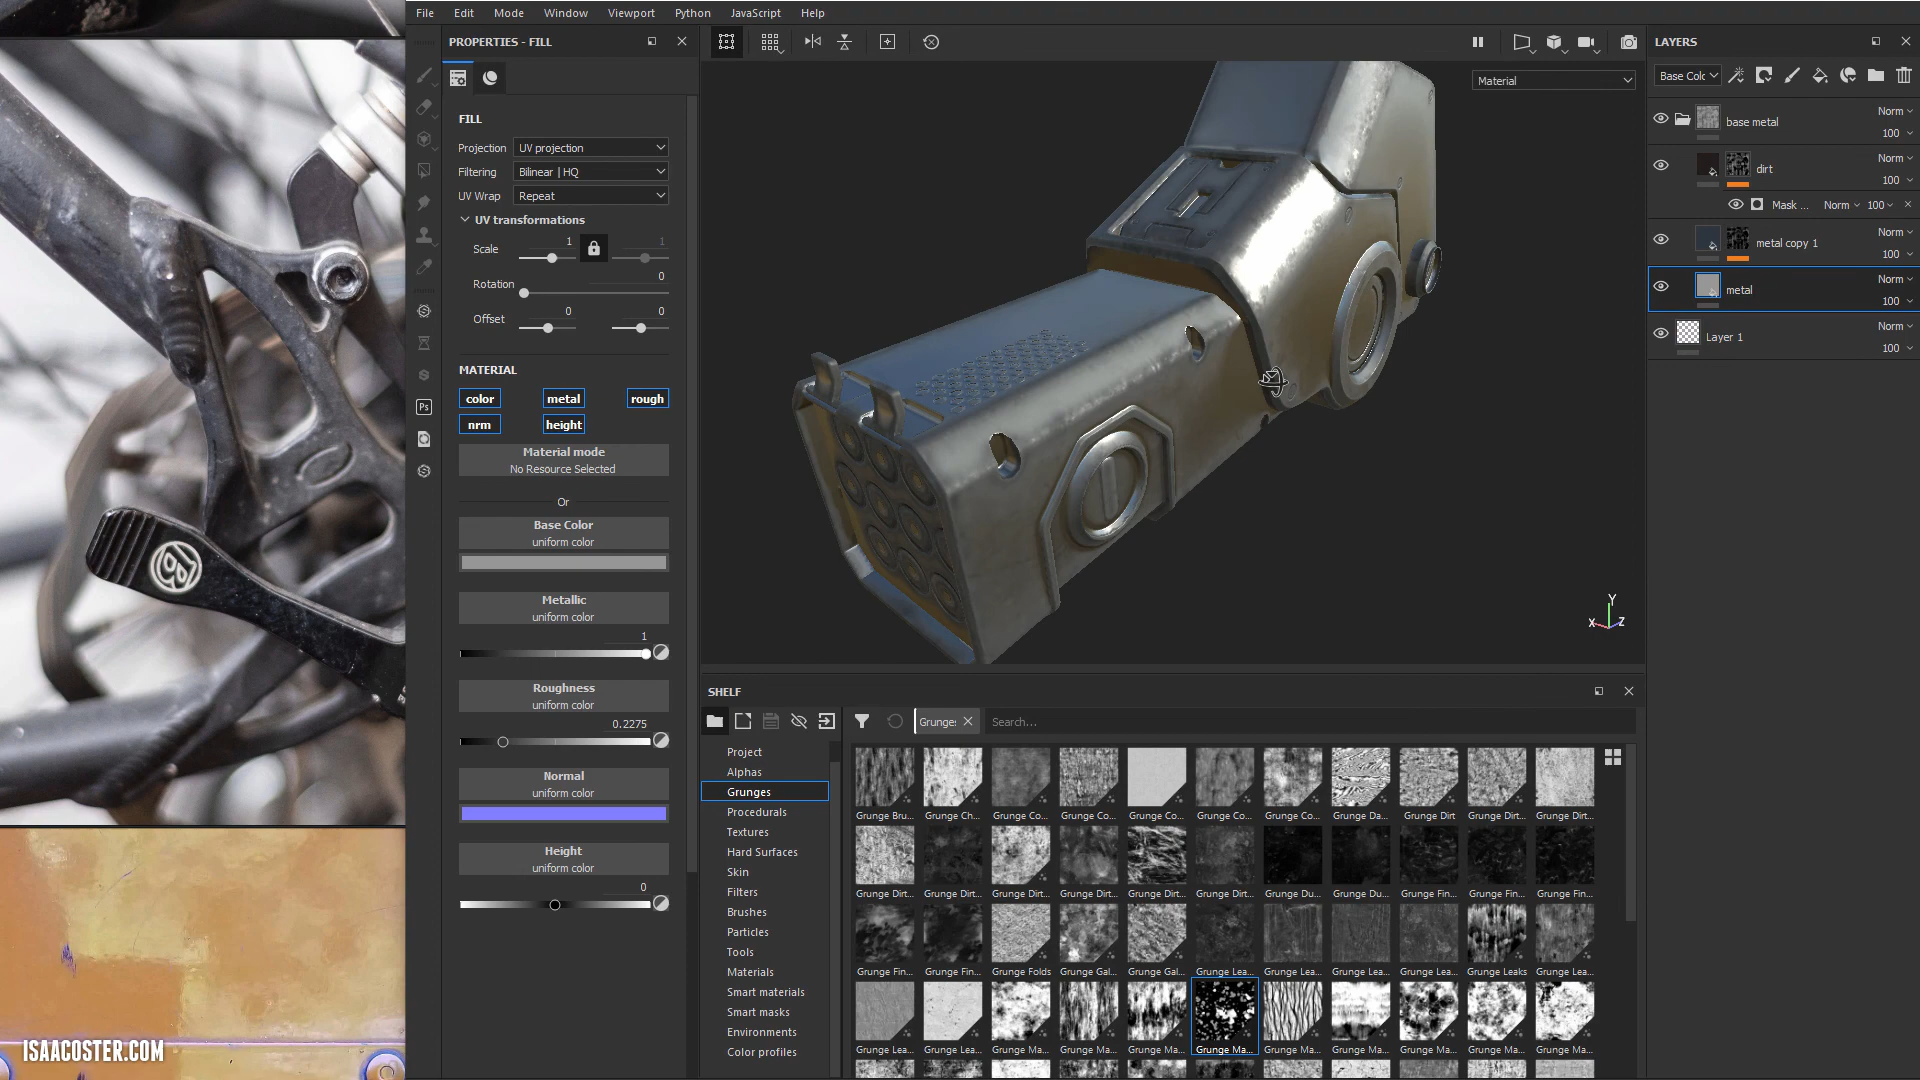 File Edit Mode Window Viewport Python JavaScript Help
PROPERTIES - FILL
FILL
Projection UV projection
Filtering Bilinear | HQ
UV Wrap Repeat
UV transformations
Scale 1 1
Rotation 0
Offset 0 0
MATERIAL
color metal rough
nrm height
Material mode
No Resource Selected
Or
Base Color
uniform color
Metallic
uniform color
1
Roughness
uniform color
0.2275
Normal
uniform color
Height
uniform color
0
Ps
Material
Y
X Z
LAYERS
Base Colc
base metal Norm
100
dirt Norm
100
Mask ... Norm 100
metal copy 1 Norm
100
metal Norm
100
Layer 1 Norm
100
SHELF
Grunges Search...
Project
Alphas
Grunges
Procedurals
Textures
Hard Surfaces
Skin
Filters
Brushes
Particles
Tools
Materials
Smart materials
Smart masks
Environments
Color profiles
Grunge Bru... Grunge Ch... Grunge Co... Grunge Co... Grunge Co... Grunge Co... Grunge Co... Grunge Da... Grunge Dirt Grunge Dirt... Grunge Dirt...
Grunge Dirt... Grunge Dirt... Grunge Dirt... Grunge Dirt... Grunge Dirt... Grunge Dirt... Grunge Du... Grunge Du... Grunge Fin... Grunge Fin... Grunge Fin...
Grunge Fin... Grunge Fin... Grunge Folds Grunge Gal... Grunge Gal... Grunge Lea... Grunge Lea... Grunge Lea... Grunge Lea... Grunge Leaks Grunge Lea...
Grunge Lea... Grunge Lea... Grunge Ma... Grunge Ma... Grunge Ma... Grunge Ma... Grunge Ma... Grunge Ma... Grunge Ma... Grunge Ma... Grunge Ma...
ISAACOSTER.COM